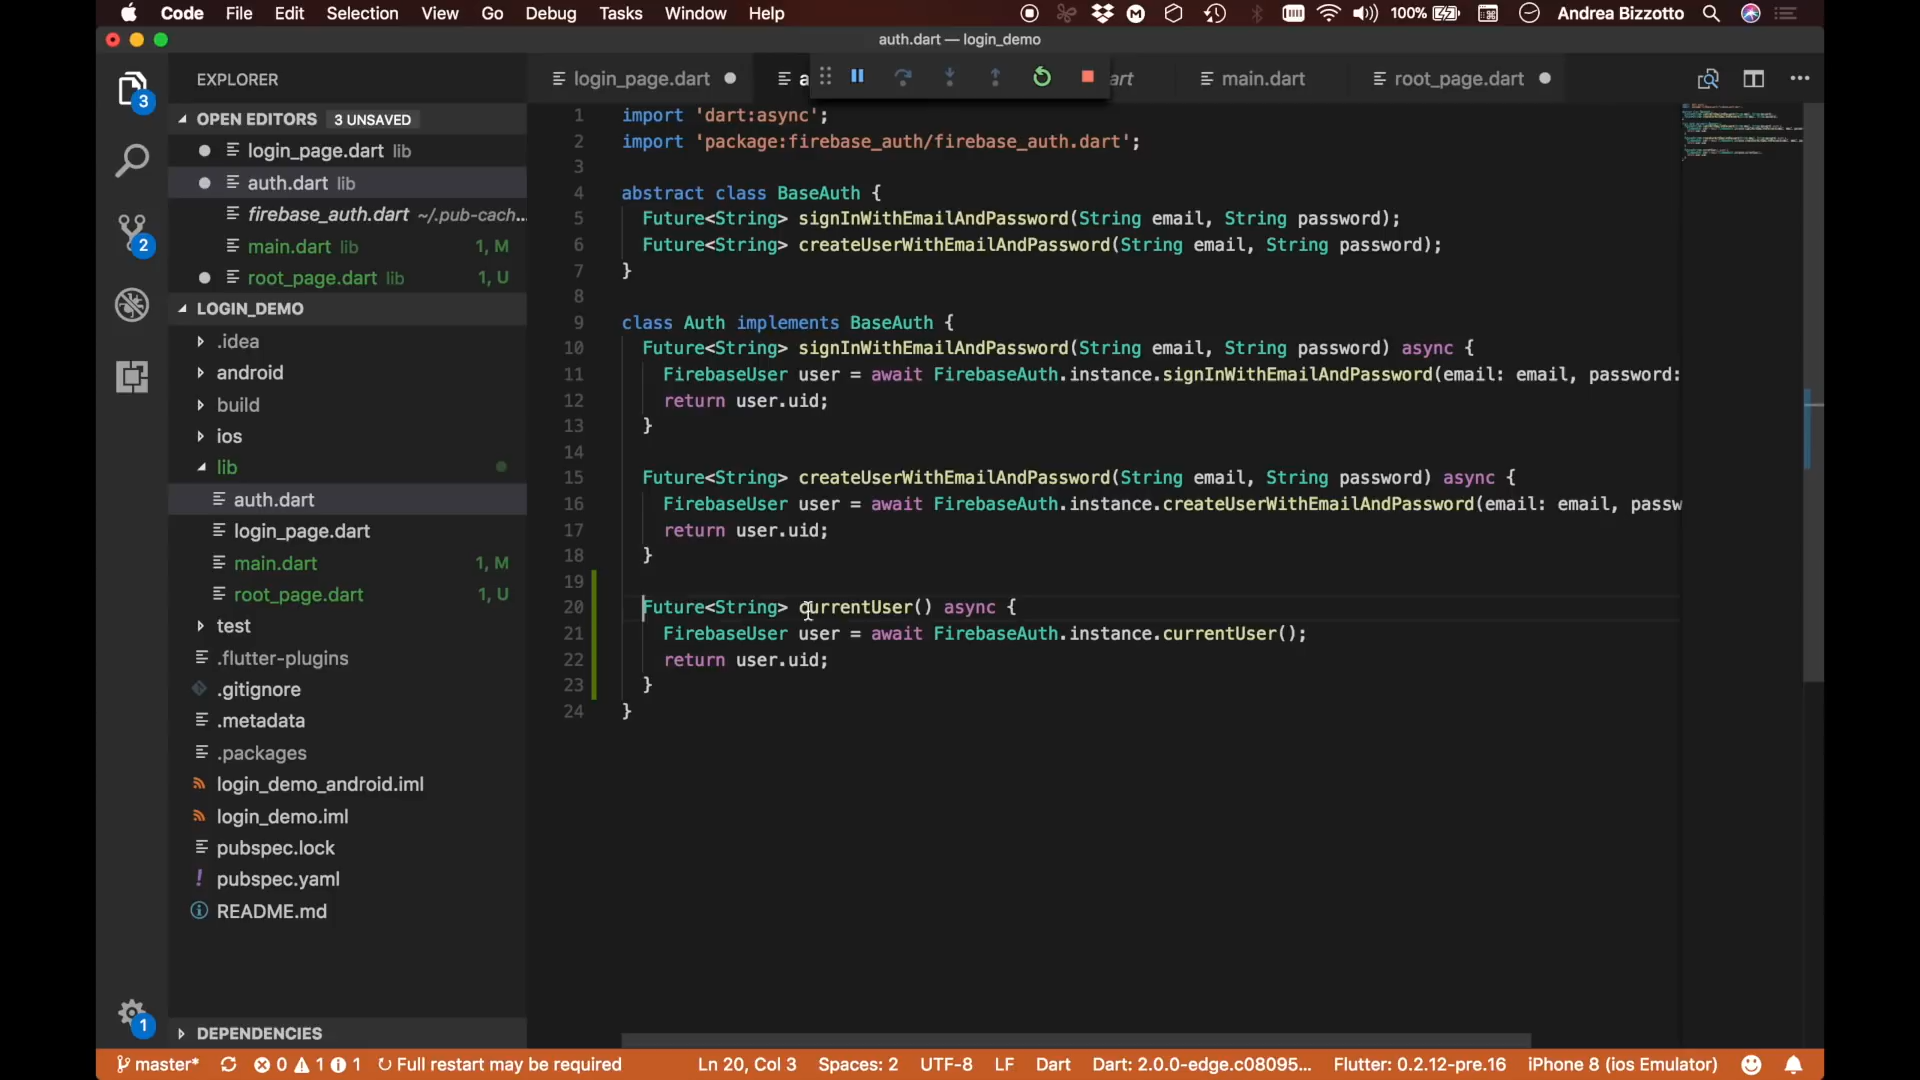 Code File Edit Selection View Go Debug Tasks Window Help 100% Andrea Bizzotto
auth.dart — login_demo
EXPLORER
OPEN EDITORS 3 UNSAVED
login_page.dart lib
auth.dart lib
firebase_auth.dart ~/.pub-cach...
main.dart lib 1, M
root_page.dart lib 1, U
LOGIN_DEMO
.idea
android
build
ios
lib
auth.dart
login_page.dart
main.dart 1, M
root_page.dart 1, U
test
.flutter-plugins
.gitignore
.metadata
.packages
login_demo_android.iml
login_demo.iml
pubspec.lock
pubspec.yaml
README.md
DEPENDENCIES
3
2
1
login_page.dart a art main.dart root_page.dart
1 import 'dart:async';
2 import 'package:firebase_auth/firebase_auth.dart';
3
4 abstract class BaseAuth {
5 Future<String> signInWithEmailAndPassword(String email, String password);
6 Future<String> createUserWithEmailAndPassword(String email, String password);
7 }
8
9 class Auth implements BaseAuth {
10 Future<String> signInWithEmailAndPassword(String email, String password) async {
11 FirebaseUser user = await FirebaseAuth.instance.signInWithEmailAndPassword(email: email, password:
12 return user.uid;
13 }
14
15 Future<String> createUserWithEmailAndPassword(String email, String password) async {
16 FirebaseUser user = await FirebaseAuth.instance.createUserWithEmailAndPassword(email: email, passw
17 return user.uid;
18 }
19
20 Future<String> currentUser() async {
21 FirebaseUser user = await FirebaseAuth.instance.currentUser();
22 return user.uid;
23 }
24 }
master* 0 1 1 Full restart may be required Ln 20, Col 3 Spaces: 2 UTF-8 LF Dart Dart: 2.0.0-edge.c08095... Flutter: 0.2.12-pre.16 iPhone 8 (ios Emulator)